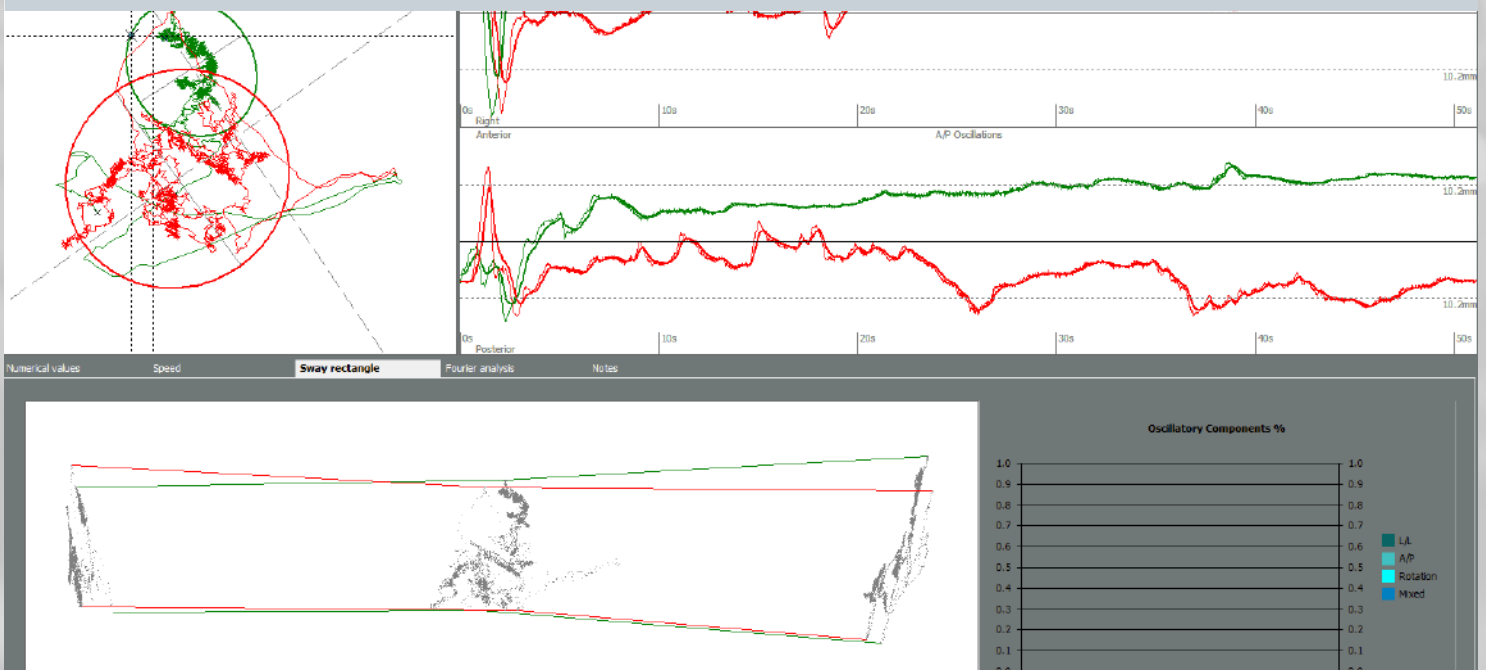 10.2mm
0s 10s 20s 30s 40s 50s
Right
Anterior A/P Oscillations
10.2mm
10.2mm
0s 10s 20s 30s 40s 50s
Posterior
Numerical values Speed Sway rectangle Fourier analysis Notes
Oscillatory Components %
1.0 1.0
0.9 0.9
0.8 0.8
0.7 0.7
0.6 0.6
0.5 0.5
0.4 0.4
0.3 0.3
0.2 0.2
0.1 0.1
L/L
A/P
Rotation
Mixed